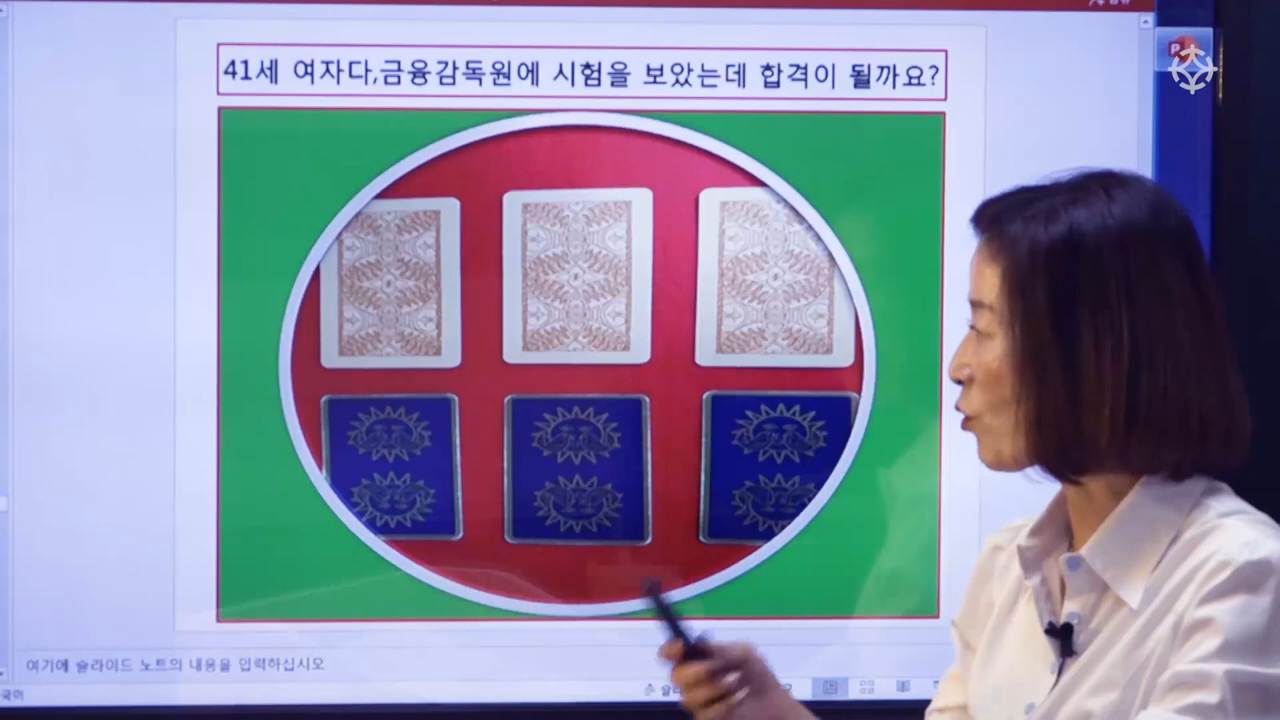 41세 여자다,금융감독원에 시험을 보았는데 합격이 될까요?
여기에 슬라이드 노트의 내용을 입력하십시오